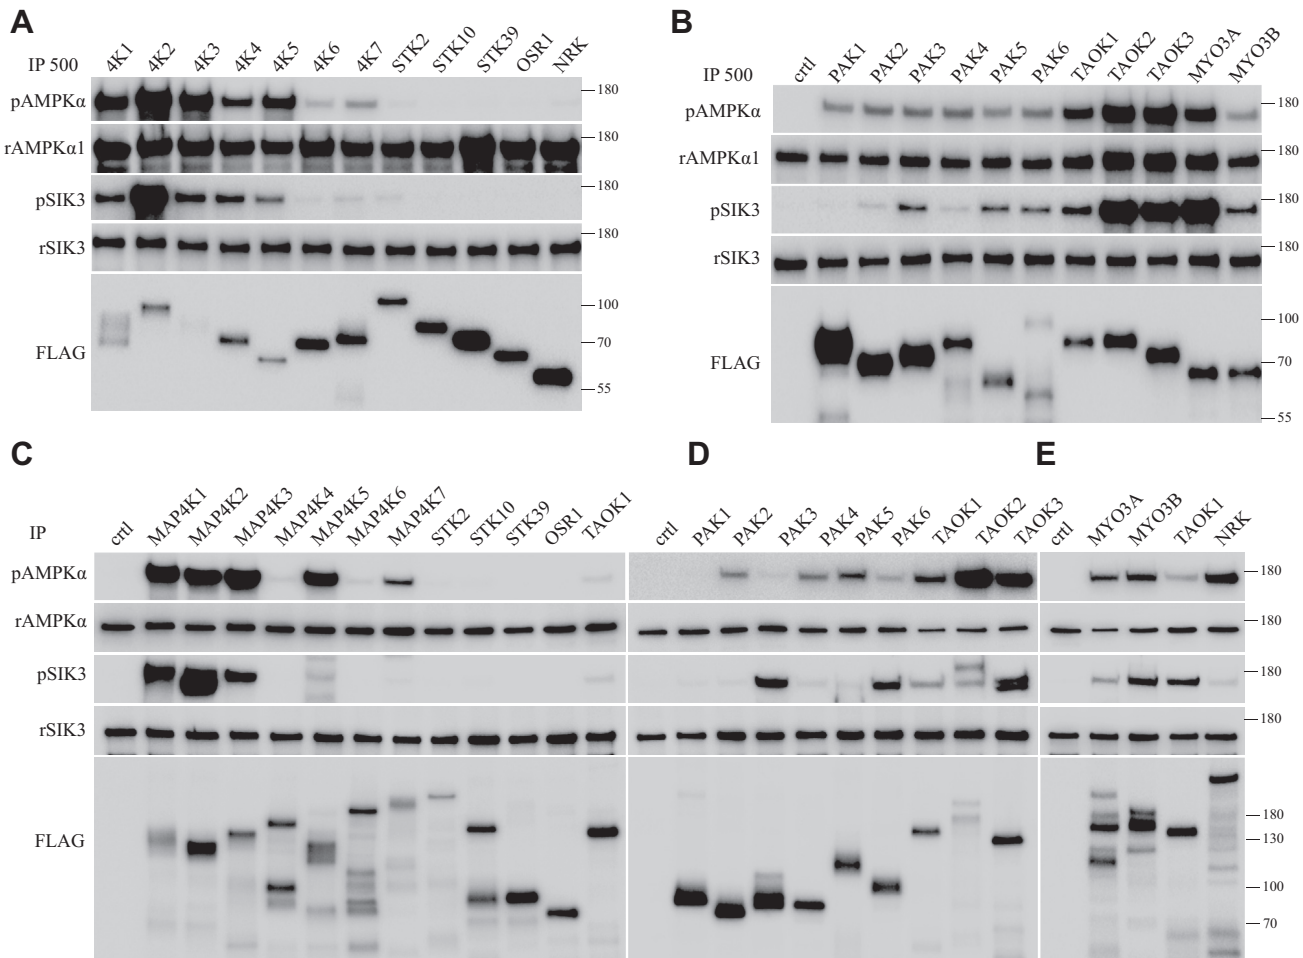 A
IP 500 4K1 4K2 4K3 4K4 4K5 4K6 4K7 STK2 STK10 STK39 OSR1 NRK
pAMPKα 180
rAMPKα1 180
pSIK3 180
rSIK3 180
FLAG 100 70 55
B
IP 500 crtl PAK1 PAK2 PAK3 PAK4 PAK5 PAK6 TAOK1 TAOK2 TAOK3 MYO3A MYO3B
pAMPKα 180
rAMPKα1 180
pSIK3 180
rSIK3 180
FLAG 100 70 55
C D E
IP crtl MAP4K1 MAP4K2 MAP4K3 MAP4K4 MAP4K5 MAP4K6 MAP4K7 STK2 STK10 STK39 OSR1 TAOK1 crtl PAK1 PAK2 PAK3 PAK4 PAK5 PAK6 TAOK1 TAOK2 TAOK3 crtl MYO3A MYO3B TAOK1 NRK
pAMPKα 180
rAMPKα 180
pSIK3 180
rSIK3 180
FLAG 180 130 100 70